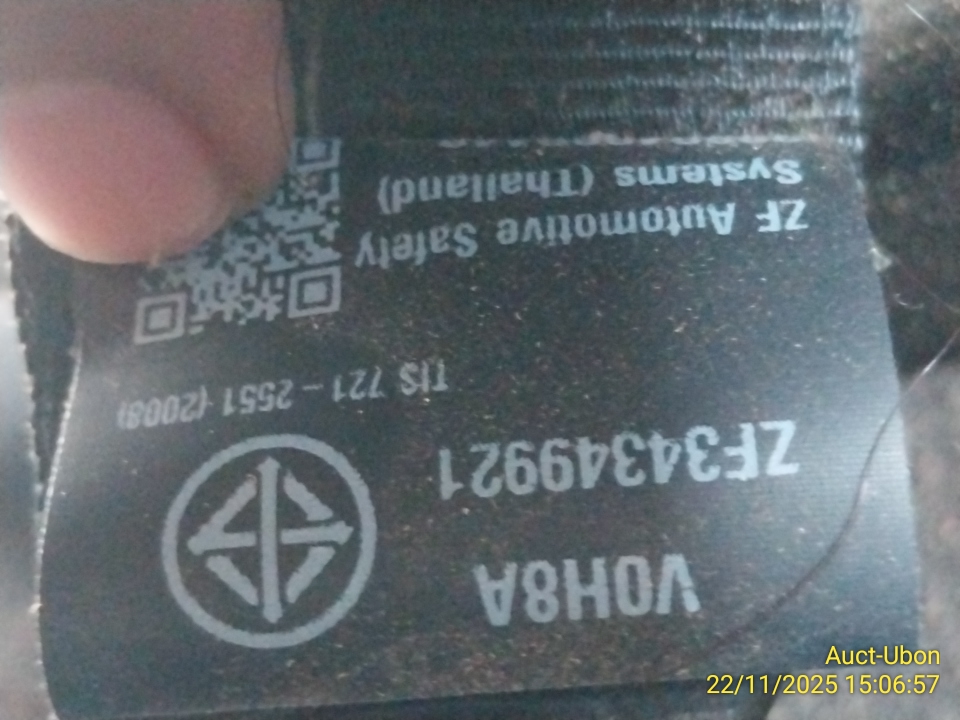 V0H8A
ZF34349921
TIS 721 – 2551 (2008)
ZF Automotive Safety
Systems (Thailand)
Auct-Ubon
22/11/2025 15:06:57